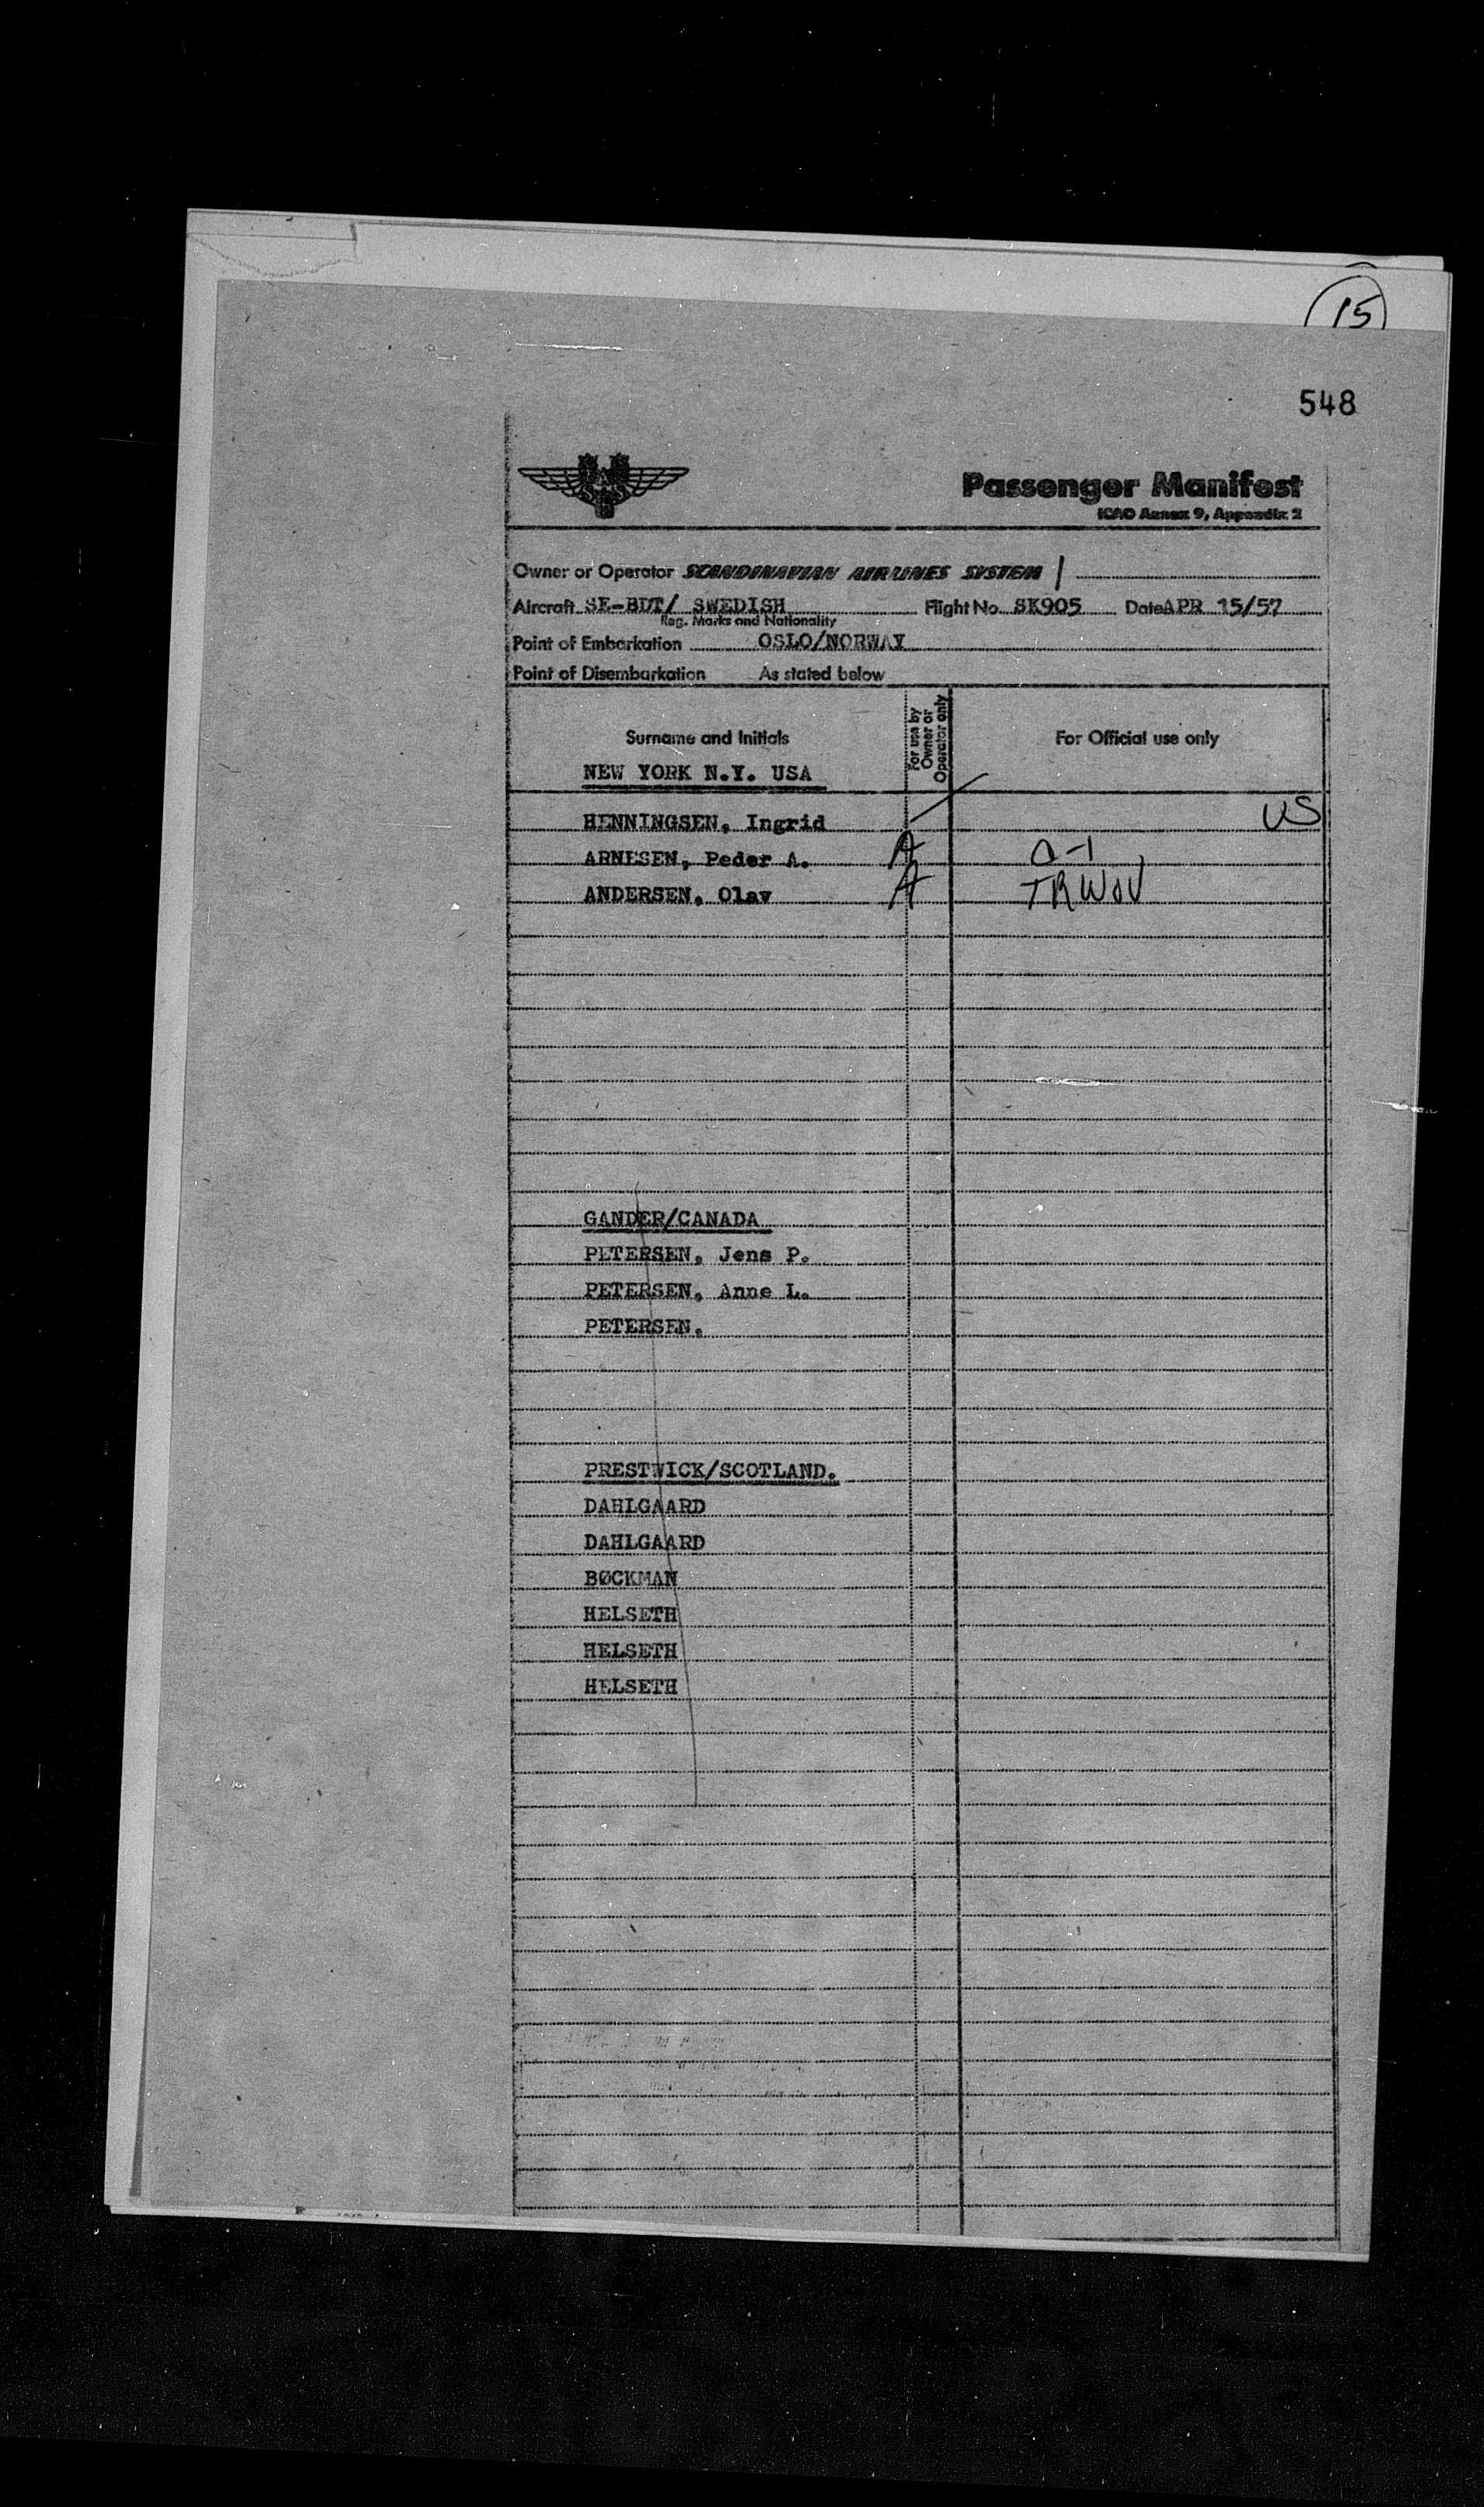 15
548
SAS
Passenger Manifest
ICAO Annex 9, Appendix 2
Owner or Operator SCANDINAVIAN AIRLINES SYSTEM
Aircraft SE-BDT/ SWEDISH Flight No. SK905 Date APR 15/57
Reg. Marks and Nationality
Point of Embarkation OSLO/NORWAY
Point of Disembarkation As stated below
Surname and Initials For use by Owner or Operator only For Official use only
NEW YORK N.Y. USA
HENNINGSEN, Ingrid US
ARNESEN, Peder A. A
ANDERSEN, Olav A TRWOV
GANDER/CANADA
PETERSEN, Jens P.
PETERSEN, Anne L.
PETERSEN.
PRESTWICK/SCOTLAND.
DAHLGAARD
DAHLGAARD
BØCKMAN
HELSETH
HELSETH
HELSETH